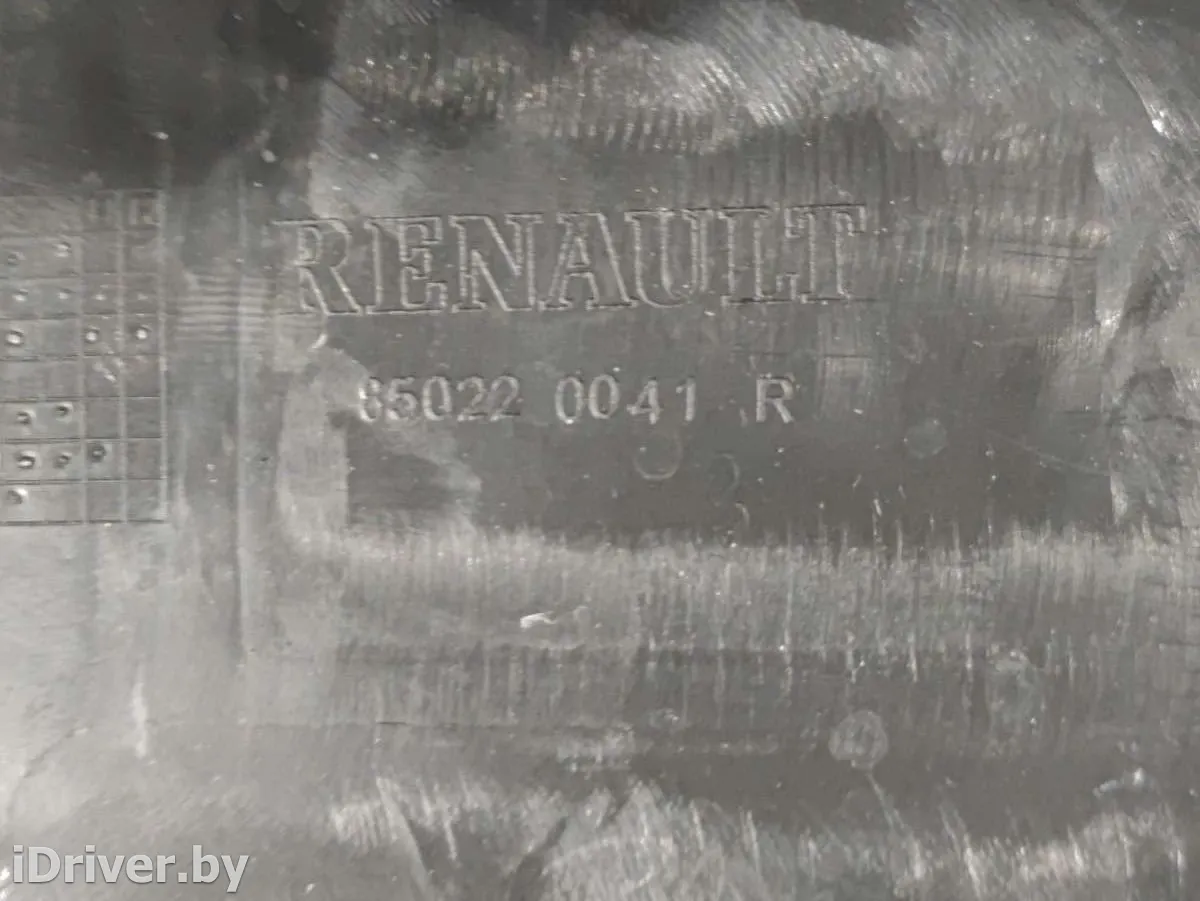 RENAULT
85022 0041 R
iDriver.by